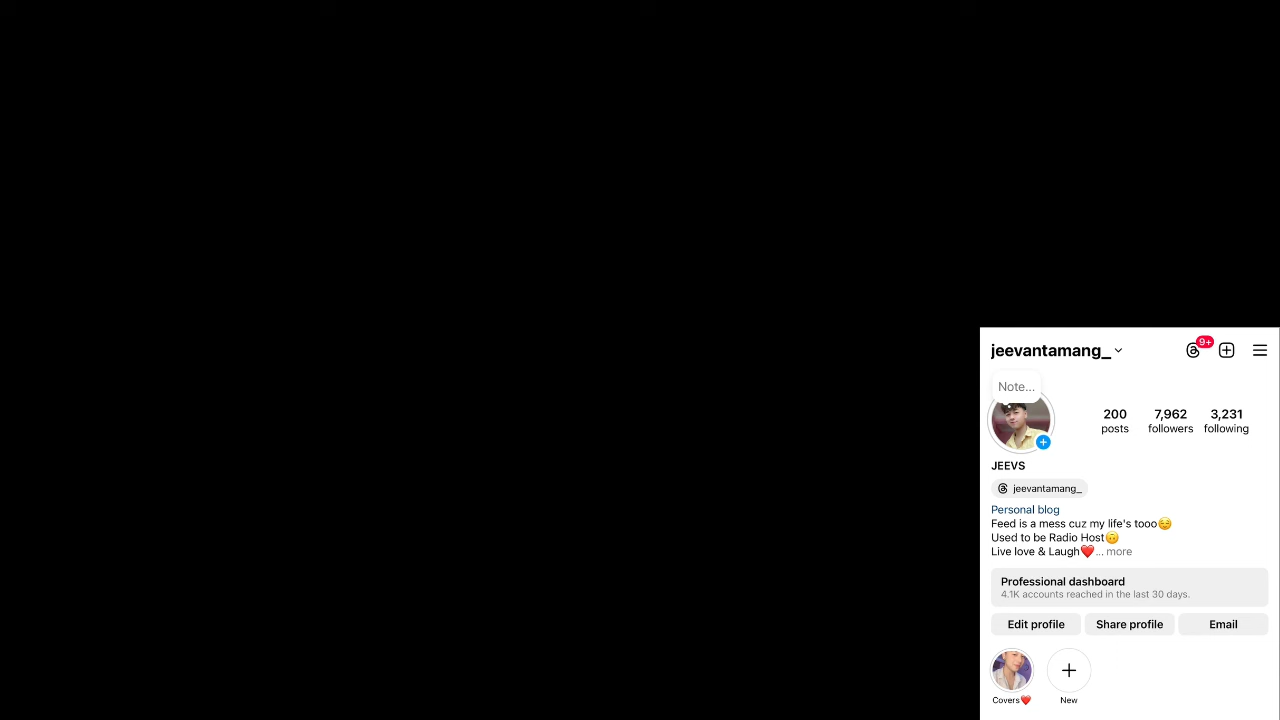 jeevantamang_
9+
Note...
200 7,962 3,231
posts followers following
JEEVS
jeevantamang_
Personal blog
Feed is a mess cuz my life's tooo😌
Used to be Radio Host🙃
Live love & Laugh❤️... more
Professional dashboard
4.1K accounts reached in the last 30 days.
Edit profile Share profile Email
Covers❤️ New